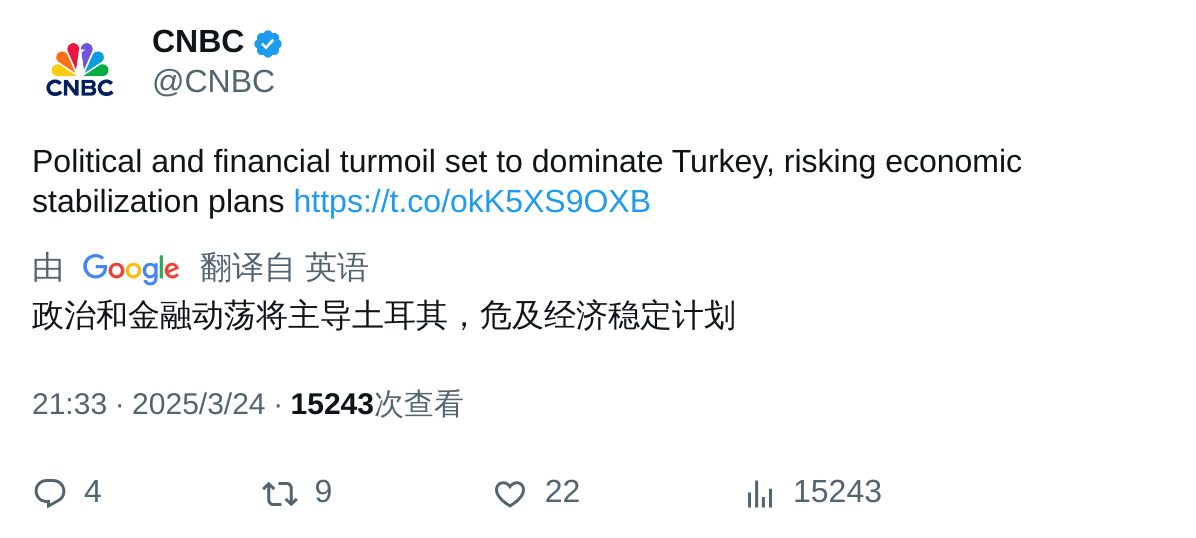 CNBC
CNBC
@CNBC
Political and financial turmoil set to dominate Turkey, risking economic
stabilization plans https://t.co/okK5XS9OXB
由 Google 翻译自 英语
政治和金融动荡将主导土耳其，危及经济稳定计划
21:33 · 2025/3/24 · 15243次查看
4 9 22 15243